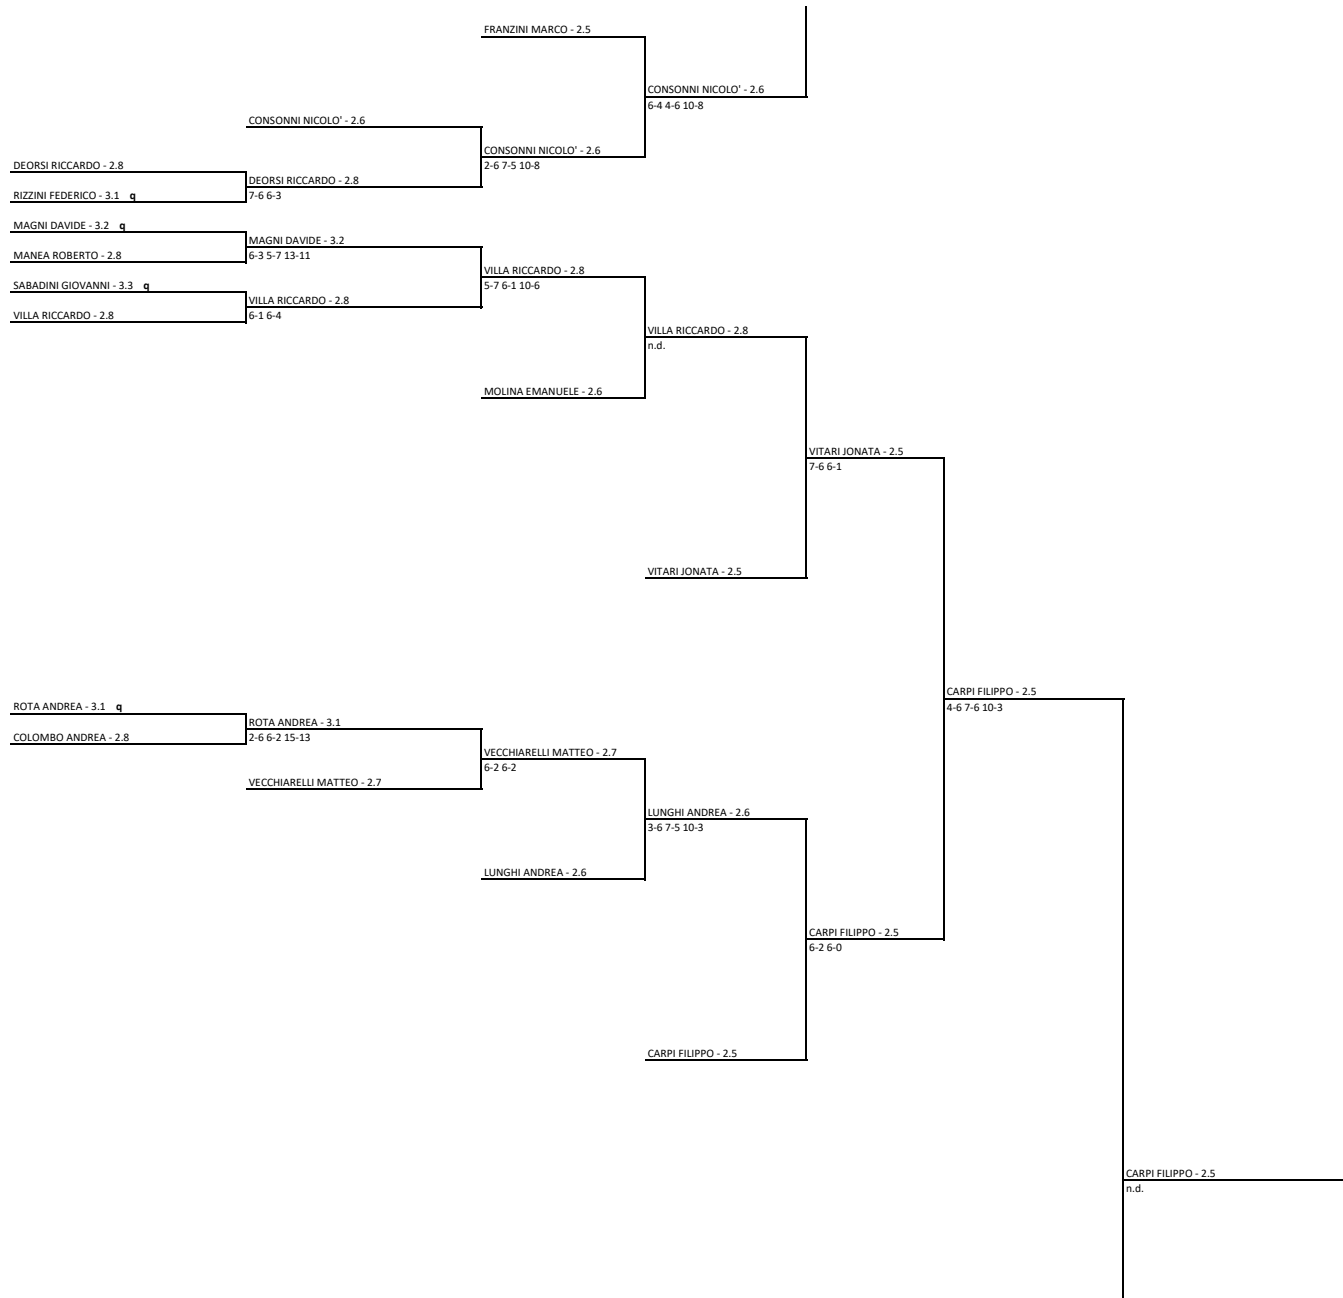 FRANZINI MARCO - 2.5
CONSONNI NICOLO' - 2.6
6-4 4-6 10-8
CONSONNI NICOLO' - 2.6
CONSONNI NICOLO' - 2.6
2-6 7-5 10-8
DEORSI RICCARDO - 2.8
DEORSI RICCARDO - 2.8
7-6 6-3
RIZZINI FEDERICO - 3.1 q
MAGNI DAVIDE - 3.2 q
MAGNI DAVIDE - 3.2
6-3 5-7 13-11
MANEA ROBERTO - 2.8
VILLA RICCARDO - 2.8
5-7 6-1 10-6
SABADINI GIOVANNI - 3.3 q
VILLA RICCARDO - 2.8
6-1 6-4
VILLA RICCARDO - 2.8
VILLA RICCARDO - 2.8
n.d.
MOLINA EMANUELE - 2.6
VITARI JONATA - 2.5
7-6 6-1
VITARI JONATA - 2.5
CARPI FILIPPO - 2.5
4-6 7-6 10-3
ROTA ANDREA - 3.1 q
ROTA ANDREA - 3.1
2-6 6-2 15-13
COLOMBO ANDREA - 2.8
VECCHIARELLI MATTEO - 2.7
6-2 6-2
VECCHIARELLI MATTEO - 2.7
LUNGHI ANDREA - 2.6
3-6 7-5 10-3
LUNGHI ANDREA - 2.6
CARPI FILIPPO - 2.5
6-2 6-0
CARPI FILIPPO - 2.5
CARPI FILIPPO - 2.5
n.d.